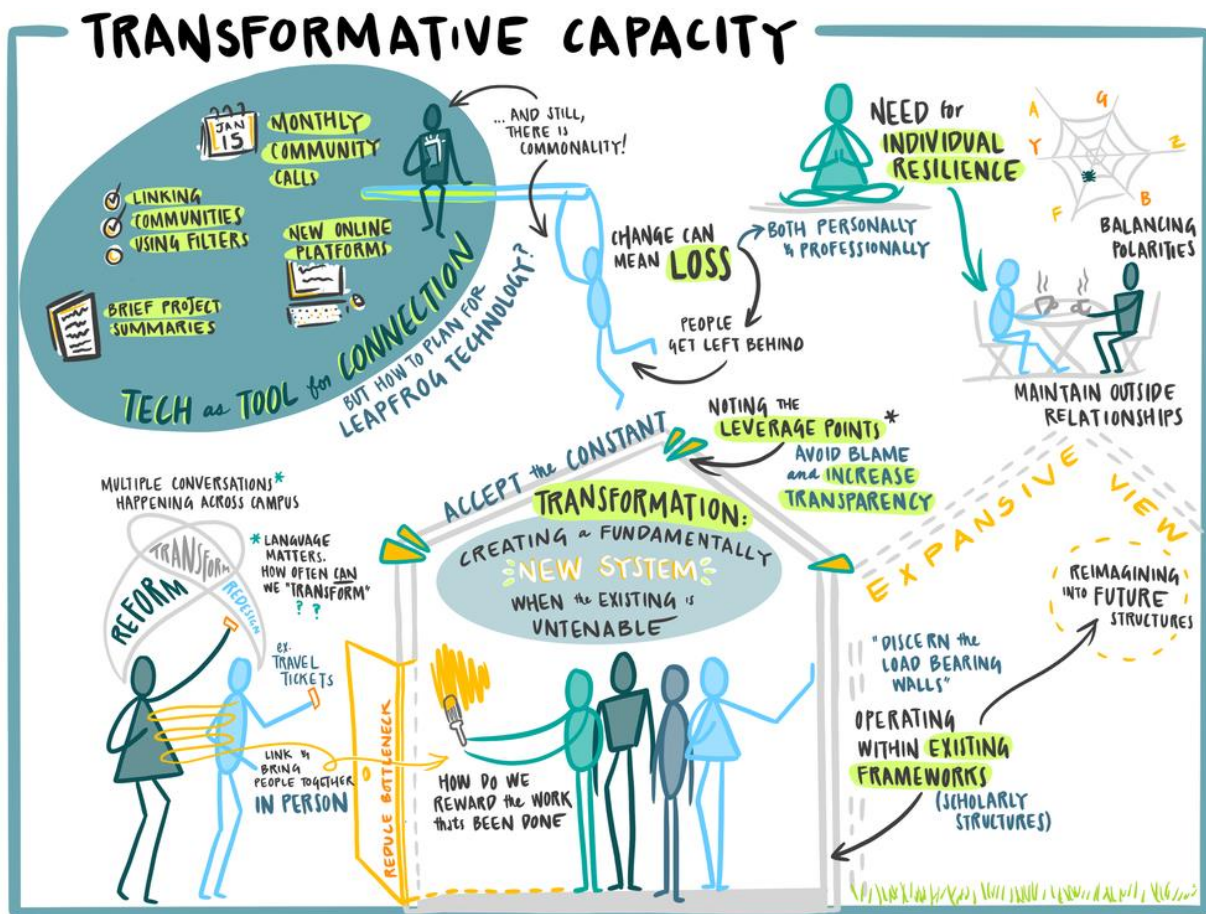 TRANSFORMATIVE CAPACITY
JAN
15
MONTHLY
COMMUNITY
CALLS
LINKING
COMMUNITIES
USING FILTERS
NEW ONLINE
PLATFORMS
BRIEF PROJECT
SUMMARIES
TECH as TOOL for CONNECTION
BUT HOW TO PLAN FOR
LEAPFROG TECHNOLOGY?
... AND STILL,
THERE IS
COMMONALITY!
CHANGE CAN
MEAN LOSS
BOTH PERSONALLY
& PROFESSIONALLY
PEOPLE
GET LEFT BEHIND
NEED for
INDIVIDUAL
RESILIENCE
A
G
Y
Z
F
B
BALANCING
POLARITIES
MAINTAIN OUTSIDE
RELATIONSHIPS
NOTING THE
LEVERAGE POINTS*
AVOID BLAME
and INCREASE
TRANSPARENCY
ACCEPT the CONSTANT
TRANSFORMATION:
CREATING a FUNDAMENTALLY
NEW SYSTEM
WHEN the EXISTING is
UNTENABLE
MULTIPLE CONVERSATIONS*
HAPPENING ACROSS CAMPUS
TRANSFORM
REFORM
REDESIGN
* LANGUAGE
MATTERS.
HOW OFTEN CAN
WE "TRANSFORM"
? ?
ex.
TRAVEL
TICKETS
LINK &
BRING
PEOPLE TOGETHER
IN PERSON
REDUCE BOTTLENECK
HOW DO WE
REWARD the WORK
thats BEEN DONE
EXPANSIVE VIEW
REIMAGINING
INTO FUTURE
STRUCTURES
"DISCERN the
LOAD BEARING
WALLS"
OPERATING
WITHIN EXISTING
FRAMEWORKS
(SCHOLARLY
STRUCTURES)